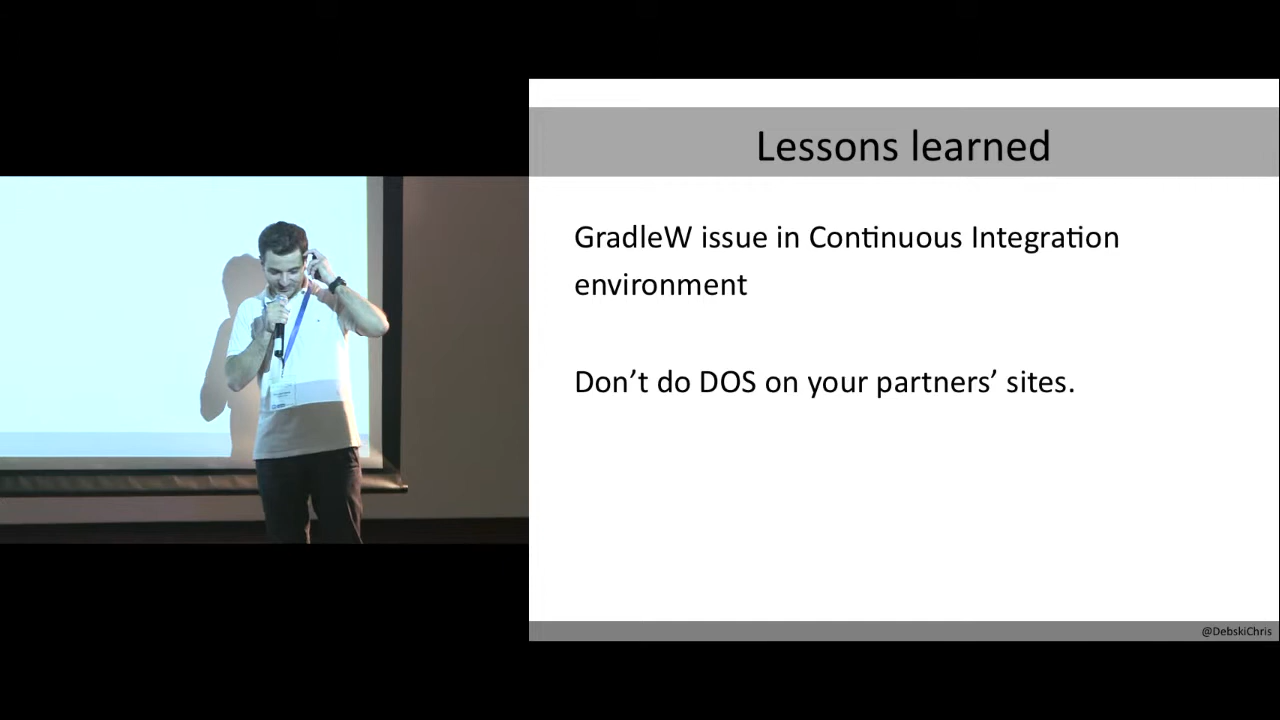 Lessons learned
GradleW issue in Continuous Integration
environment
Don’t do DOS on your partners’ sites.
@DebskiChris